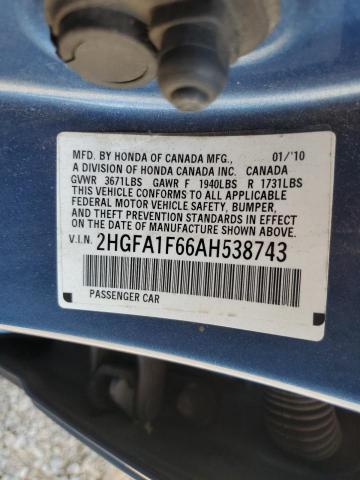 MFD. BY HONDA OF CANADA MFG., 01/'10
A DIVISION OF HONDA CANADA INC. CANADA
GVWR 3671LBS GAWR F 1940LBS R 1731LBS
THIS VEHICLE CONFORMS TO ALL APPLICABLE
FEDERAL MOTOR VEHICLE SAFETY, BUMPER,
AND THEFT PREVENTION STANDARDS IN EFFECT
ON THE DATE OF MANUFACTURE SHOWN ABOVE.
V.I.N. 2HGFA1F66AH538743
PASSENGER CAR